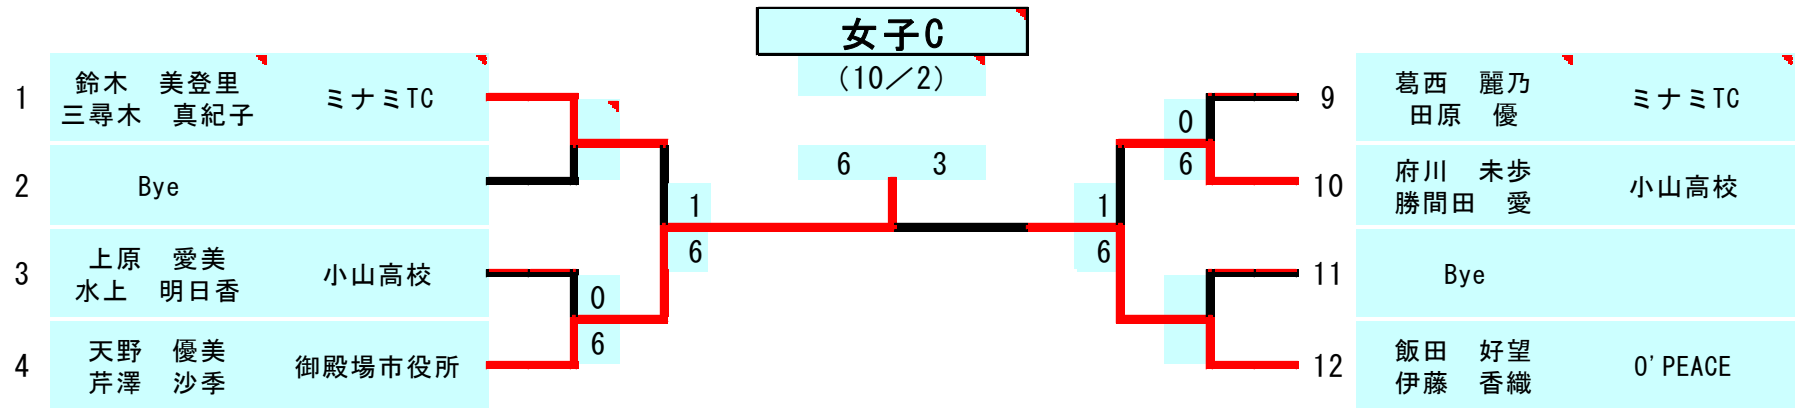 女子C
(10／2)
1
鈴木　美登里
三尋木　真紀子
ミナミTC
2
Bye
3
上原　愛美
水上　明日香
小山高校
4
天野　優美
芹澤　沙季
御殿場市役所
0
6
1
6
6 3
0
6
1
6
9
葛西　麗乃
田原　優
ミナミTC
10
府川　未歩
勝間田　愛
小山高校
11
Bye
12
飯田　好望
伊藤　香織
O'PEACE